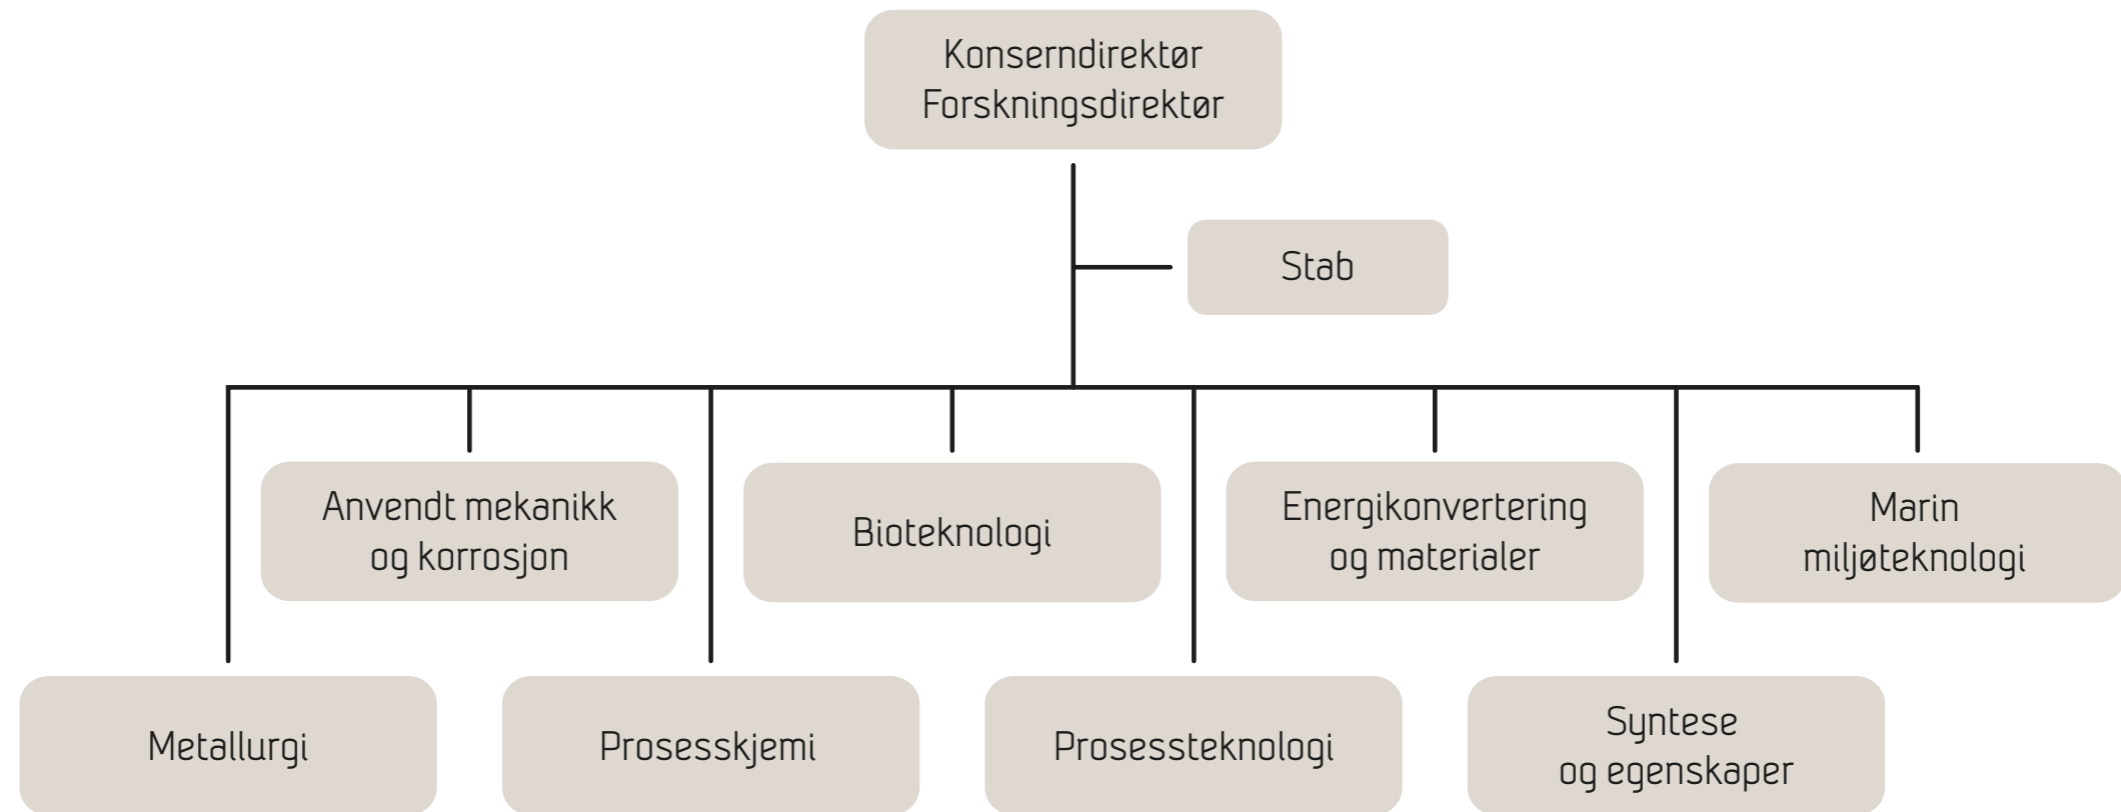 Konserndirektør
Forskningsdirektør
Stab
Anvendt mekanikk
og korrosjon
Bioteknologi
Energikonvertering
og materialer
Marin
miljøteknologi
Metallurgi
Prosesskjemi
Prosessteknologi
Syntese
og egenskaper